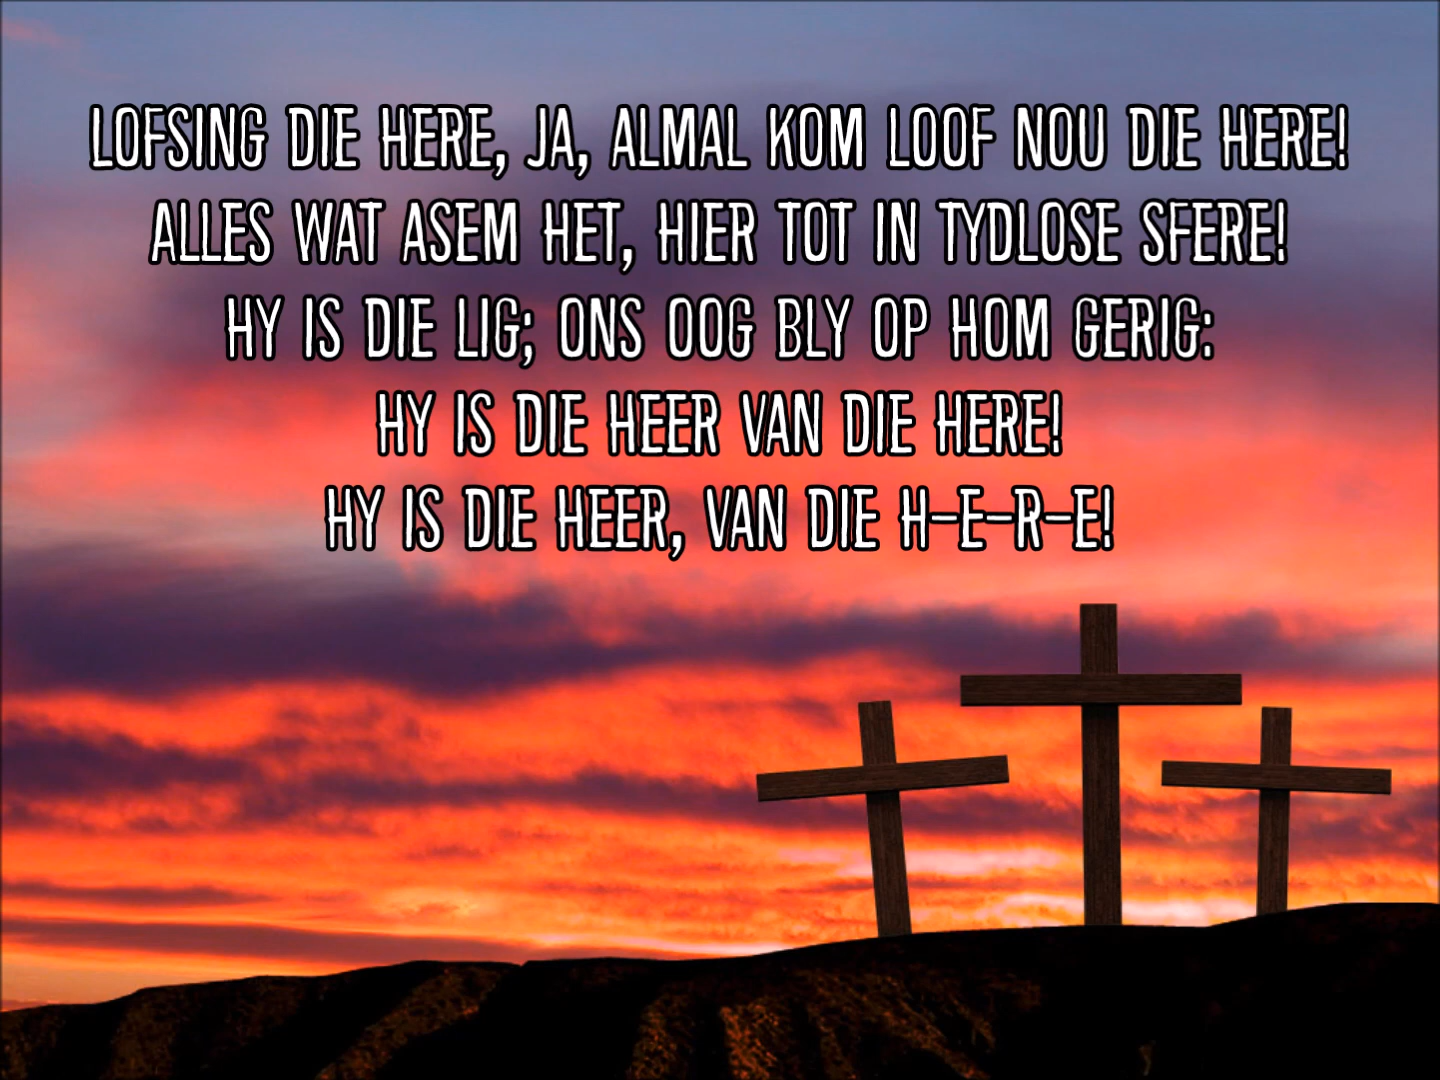 LOFSING DIE HERE, JA, ALMAL KOM LOOF NOU DIE HERE!
ALLES WAT ASEM HET, HIER TOT IN TYDLOSE SFERE!
HY IS DIE LIG; ONS OOG BLY OP HOM GERIG:
HY IS DIE HEER VAN DIE HERE!
HY IS DIE HEER, VAN DIE H-E-R-E!